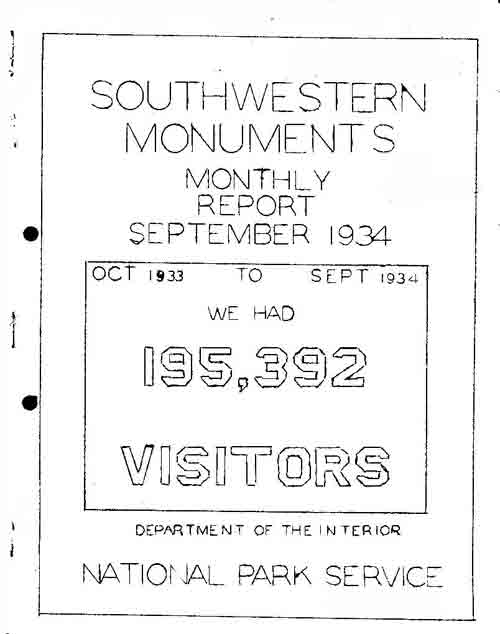 SOUTHWESTERN
MONUMENTS
MONTHLY
REPORT
SEPTEMBER 1934
OCT 1933 TO SEPT 1934
WE HAD
195,392
VISITORS
DEPARTMENT OF THE INTERIOR
NATIONAL PARK SERVICE